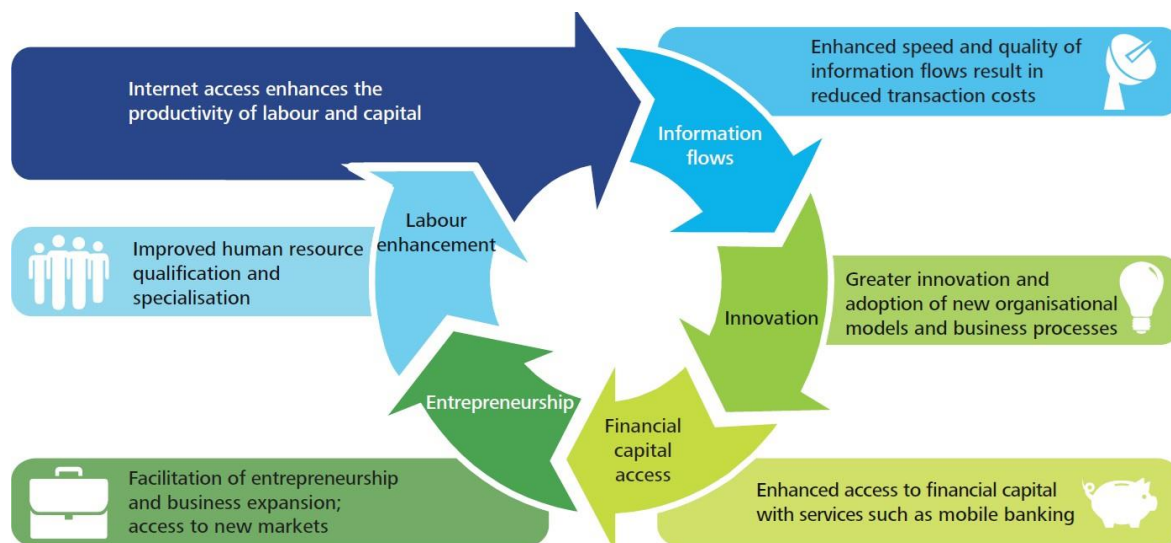 Internet access enhances the
productivity of labour and capital
Enhanced speed and quality of
information flows result in
reduced transaction costs
Information
flows
Labour
enhancement
Improved human resource
qualification and
specialisation
Greater innovation and
adoption of new organisational
models and business processes
Innovation
Entrepreneurship
Financial
capital
access
Facilitation of entrepreneurship
and business expansion;
access to new markets
Enhanced access to financial capital
with services such as mobile banking